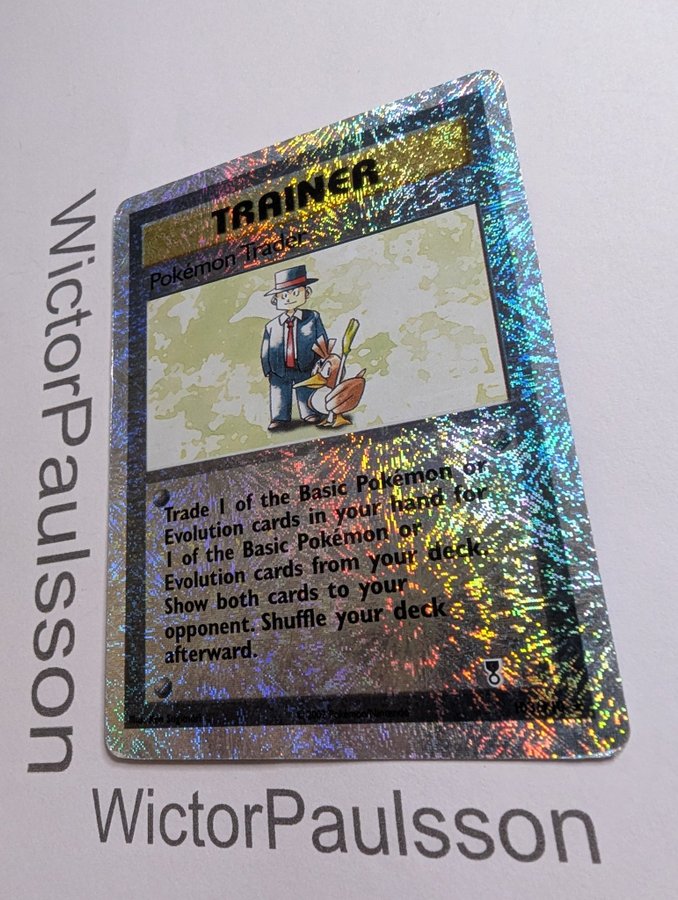 TRAINER
Pokémon Trader
Trade 1 of the Basic Pokémon or
Evolution cards in your hand for
1 of the Basic Pokémon or
Evolution cards from your deck.
Show both cards to your
opponent. Shuffle your deck
afterward.
WictorPaulsson
WictorPaulsson